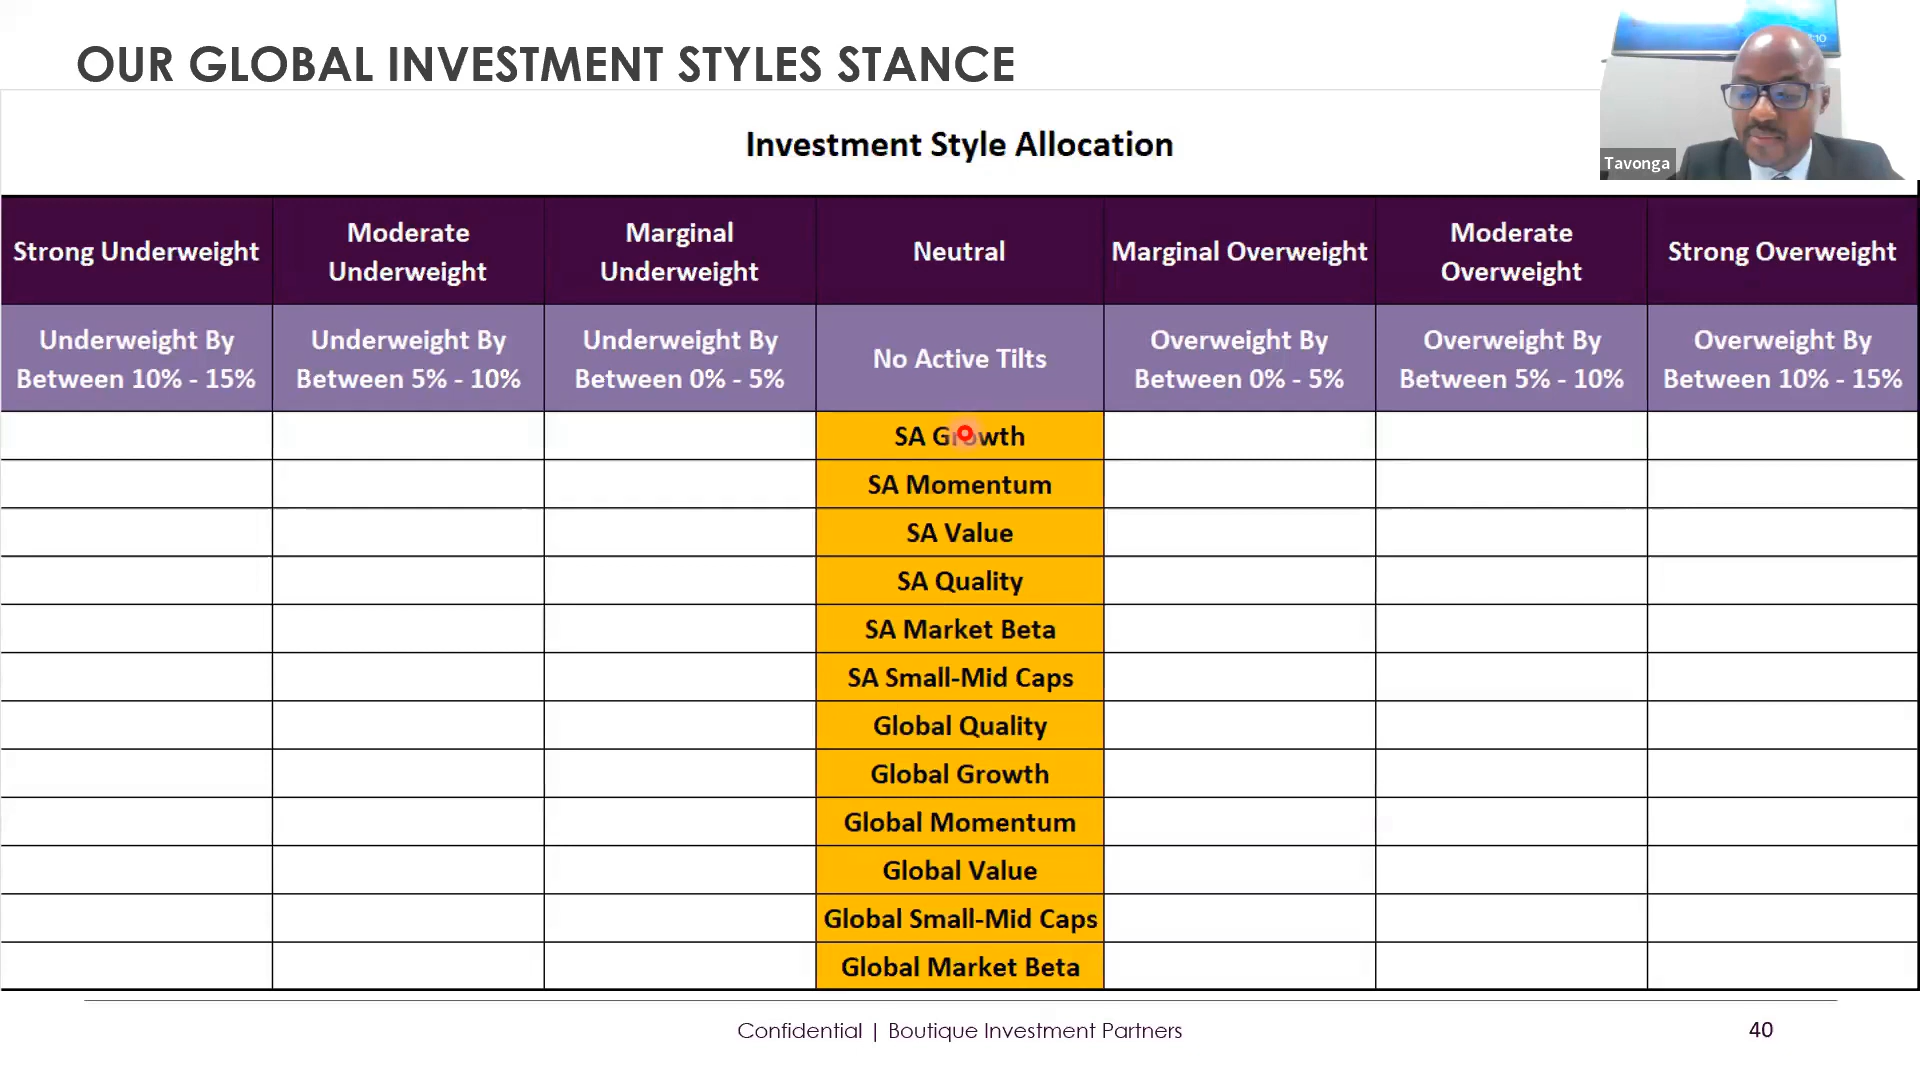 OUR GLOBAL INVESTMENT STYLES STANCE
Tavonga
Investment Style Allocation
Strong Underweight
Moderate
Underweight
Marginal
Underweight
Neutral
Marginal Overweight
Moderate
Overweight
Strong Overweight
Underweight By
Between 10% - 15%
Underweight By
Between 5% - 10%
Underweight By
Between 0% - 5%
No Active Tilts
Overweight By
Between 0% - 5%
Overweight By
Between 5% - 10%
Overweight By
Between 10% - 15%
SA Growth
SA Momentum
SA Value
SA Quality
SA Market Beta
SA Small-Mid Caps
Global Quality
Global Growth
Global Momentum
Global Value
Global Small-Mid Caps
Global Market Beta
Confidential | Boutique Investment Partners
40